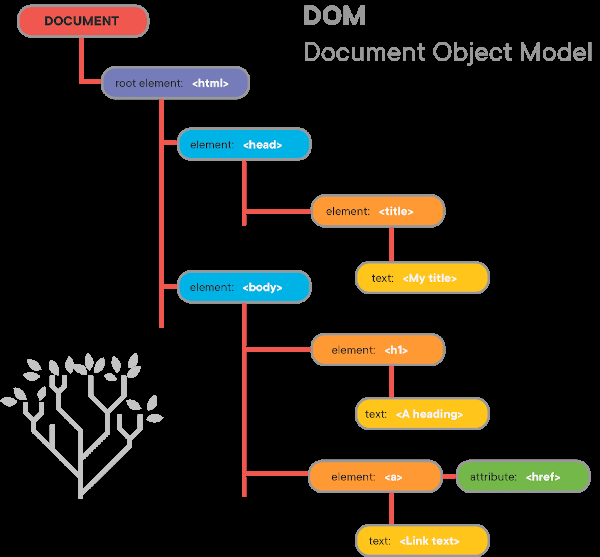 DOM
Document Object Model
DOCUMENT
root element: <html>
element: <head>
element: <title>
text: <My title>
element: <body>
element: <h1>
text: <A heading>
element: <a>
attribute: <href>
text: <Link text>